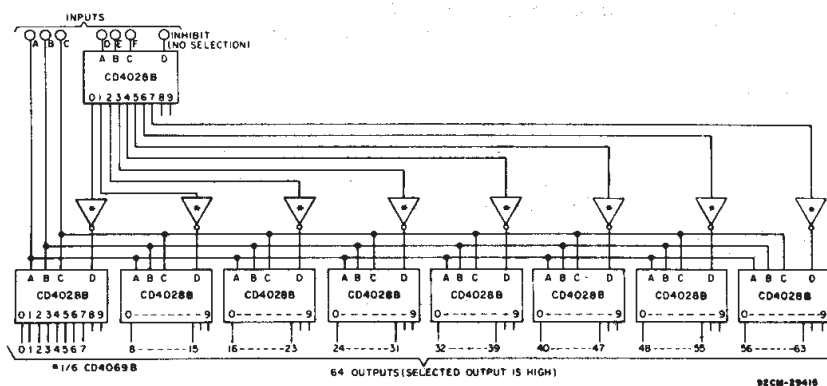 INPUTS
A B C D E F INHIBIT
(NO SELECTION)
A B C D
CD4028B
0 1 2 3 4 5 6 7 8 9
* * * * * * * *
A B C D A B C D A B C D A B C D A B C D A B C D A B C D A B C D
CD4028B CD4028B CD4028B CD4028B CD4028B CD4028B CD4028B CD4028B
0 1 2 3 4 5 6 7 8 9 0-------9 0-------9 0-------9 0-------9 0-------9 0-------9 0-------9
0 1 2 3 4 5 6 7 8-------15 16-------23 24-------31 32-------39 40-------47 48-------55 56-------63
*1/6 CD4069B
64 OUTPUTS (SELECTED OUTPUT IS HIGH)
92CM-29416